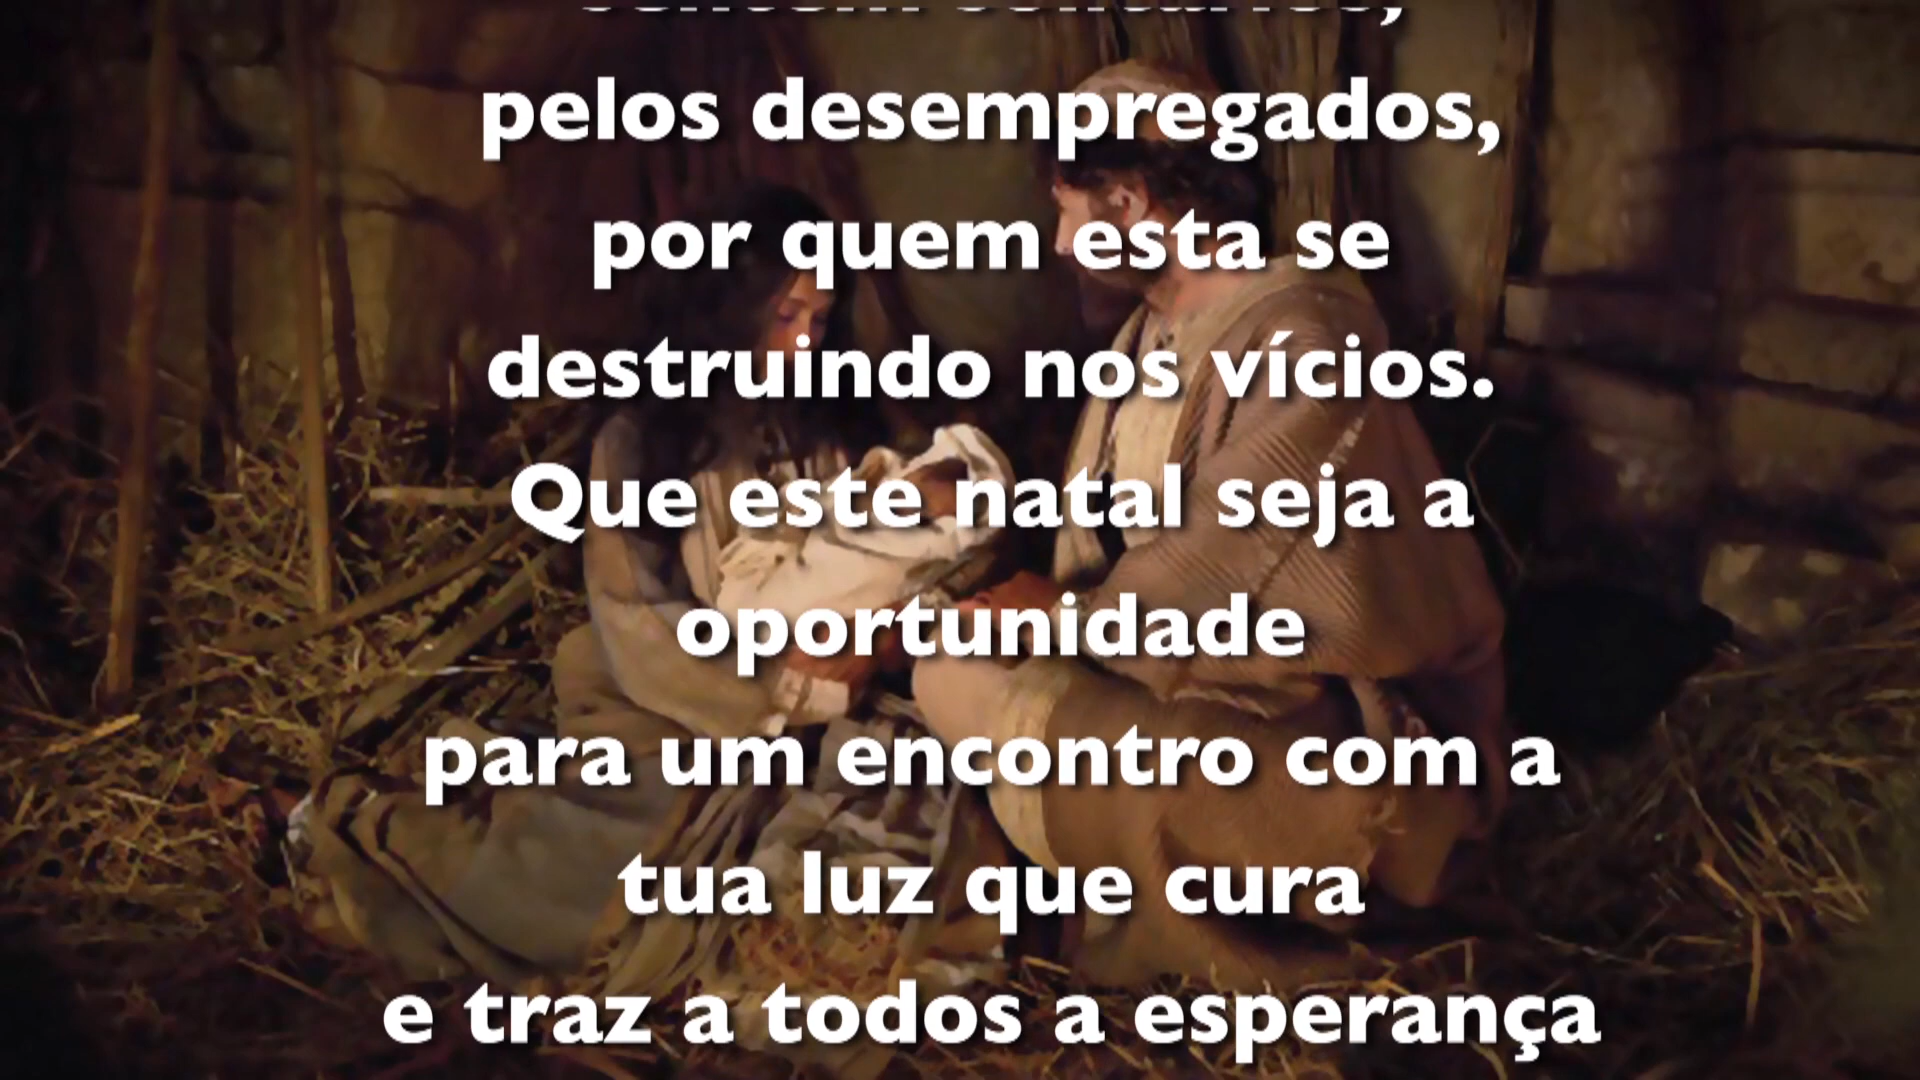 pelos desempregados,
por quem esta se
destruindo nos vícios.
Que este natal seja a
oportunidade
para um encontro com a
tua luz que cura
e traz a todos a esperança